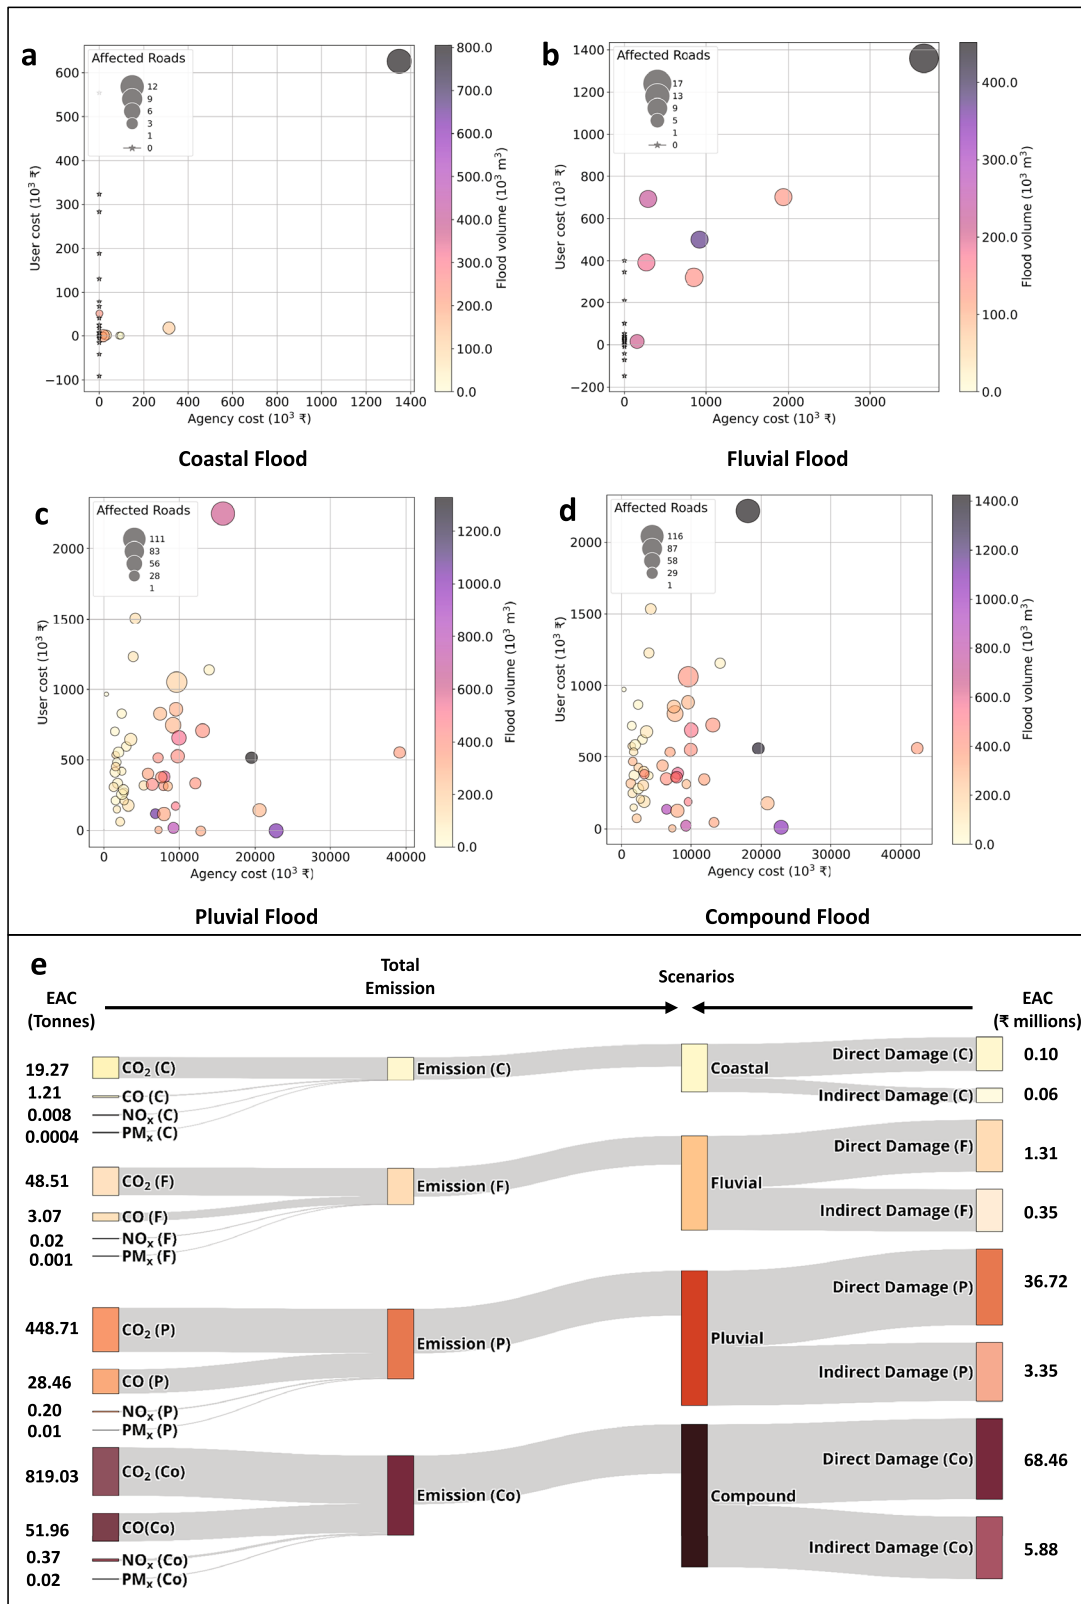 a
Affected Roads
12
9
6
3
1
0
600
500
400
300
200
100
0
−100
User cost (10³ ₹)
0
200
400
600
800
1000
1200
1400
Agency cost (10³ ₹)
800.0
700.0
600.0
500.0
400.0
300.0
200.0
100.0
0.0
Flood volume (10³ m³)
Coastal Flood
b
Affected Roads
17
13
9
5
1
0
1400
1200
1000
800
600
400
200
0
−200
User cost (10³ ₹)
0
1000
2000
3000
Agency cost (10³ ₹)
400.0
300.0
200.0
100.0
0.0
Flood volume (10³ m³)
Fluvial Flood
c
Affected Roads
111
83
56
28
1
2000
1500
1000
500
0
User cost (10³ ₹)
0
10000
20000
30000
40000
Agency cost (10³ ₹)
1200.0
1000.0
800.0
600.0
400.0
200.0
0.0
Flood volume (10³ m³)
Pluvial Flood
d
Affected Roads
116
87
58
29
1
2000
1500
1000
500
0
User cost (10³ ₹)
0
10000
20000
30000
40000
Agency cost (10³ ₹)
1400.0
1200.0
1000.0
800.0
600.0
400.0
200.0
0.0
Flood volume (10³ m³)
Compound Flood
e
Total
Emission
Scenarios
EAC
(Tonnes)
EAC
(₹ millions)
19.27
CO₂ (C)
1.21
CO (C)
0.008
NOₓ (C)
0.0004
PMₓ (C)
Emission (C)
Coastal
Direct Damage (C)
0.10
Indirect Damage (C)
0.06
48.51
CO₂ (F)
3.07
CO (F)
0.02
NOₓ (F)
0.001
PMₓ (F)
Emission (F)
Fluvial
Direct Damage (F)
1.31
Indirect Damage (F)
0.35
448.71
CO₂ (P)
28.46
CO (P)
0.20
NOₓ (P)
0.01
PMₓ (P)
Emission (P)
Pluvial
Direct Damage (P)
36.72
Indirect Damage (P)
3.35
819.03
CO₂ (Co)
51.96
CO(Co)
0.37
NOₓ (Co)
0.02
PMₓ (Co)
Emission (Co)
Compound
Direct Damage (Co)
68.46
Indirect Damage (Co)
5.88